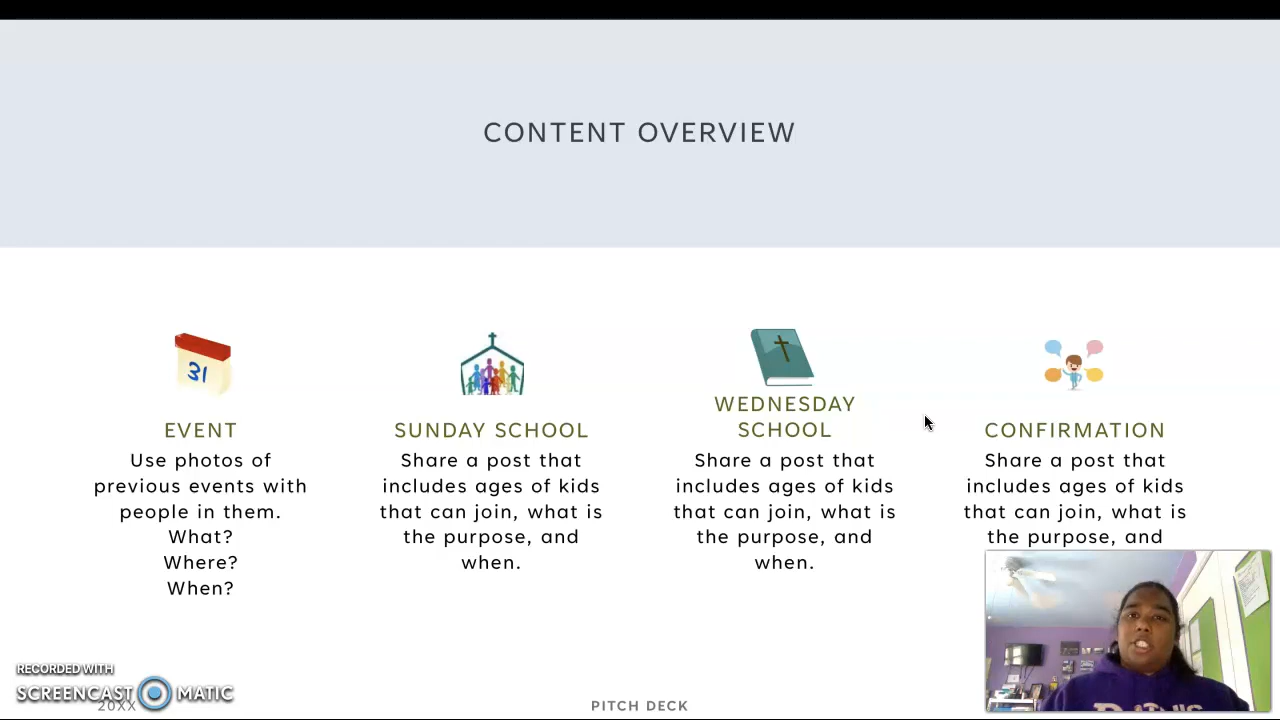 CONTENT OVERVIEW
31
EVENT
Use photos of
previous events with
people in them.
What?
Where?
When?
SUNDAY SCHOOL
Share a post that
includes ages of kids
that can join, what is
the purpose, and
when.
WEDNESDAY
SCHOOL
Share a post that
includes ages of kids
that can join, what is
the purpose, and
when.
CONFIRMATION
Share a post that
includes ages of kids
that can join, what is
the purpose, and
RECORDED WITH
SCREENCAST MATIC
20XX
PITCH DECK